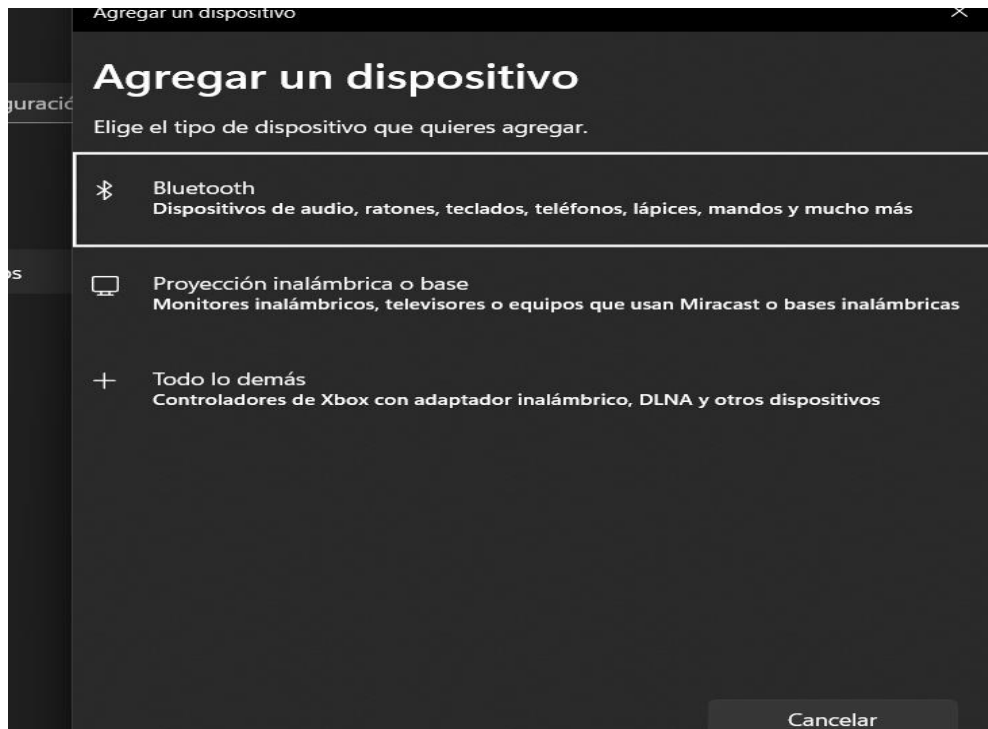 Agregar un dispositivo
Agregar un dispositivo
guració
Elige el tipo de dispositivo que quieres agregar.
Bluetooth
Dispositivos de audio, ratones, teclados, teléfonos, lápices, mandos y mucho más
os
Proyección inalámbrica o base
Monitores inalámbricos, televisores o equipos que usan Miracast o bases inalámbricas
Todo lo demás
Controladores de Xbox con adaptador inalámbrico, DLNA y otros dispositivos
Cancelar